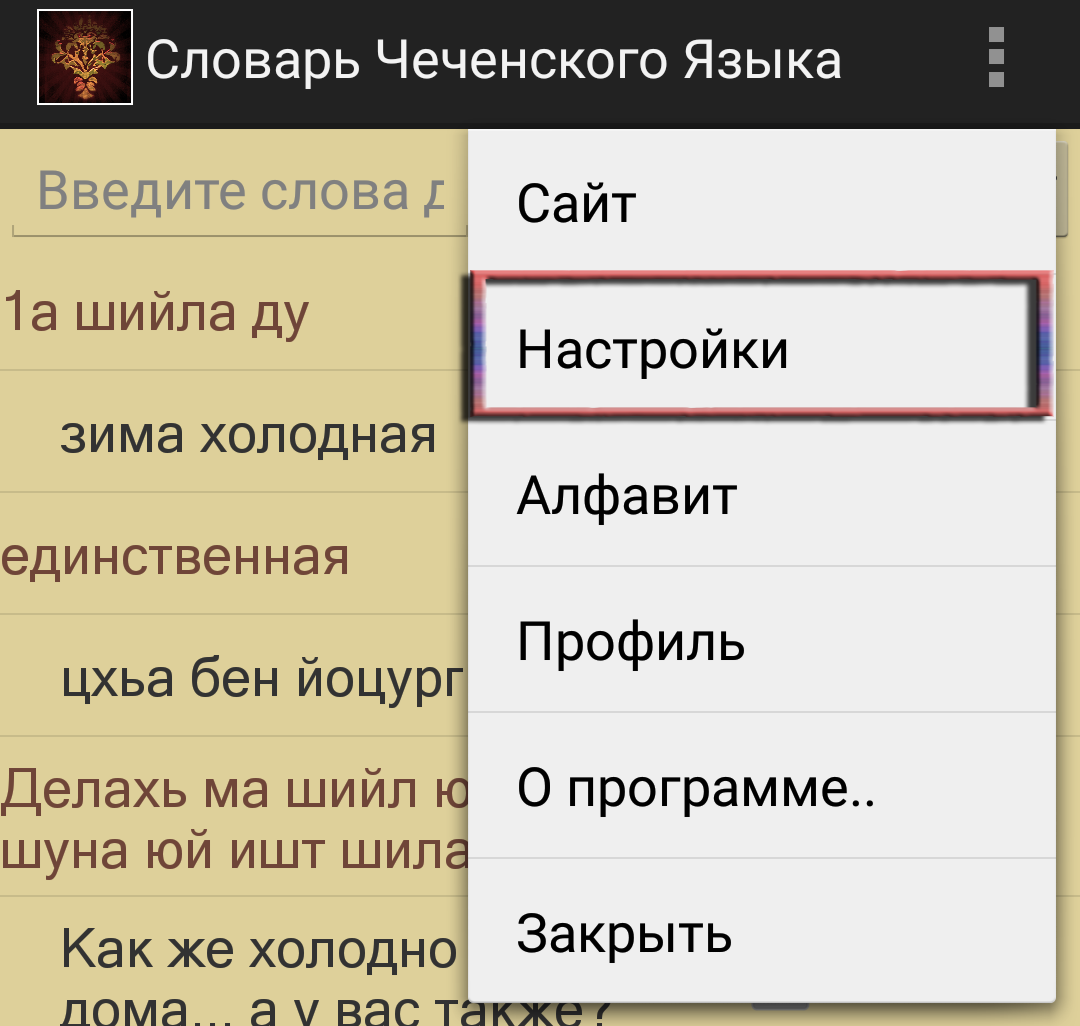 Словарь Чеченского Языка
Введите слова
Сайт
1а шийла ду
Настройки
зима холодная
Алфавит
единственная
Профиль
цхьа бен йоцург
Делахь ма шийл ю
шуна юй ишт шила
О программе..
Как же холодно
дома... а у вас также?
Закрыть